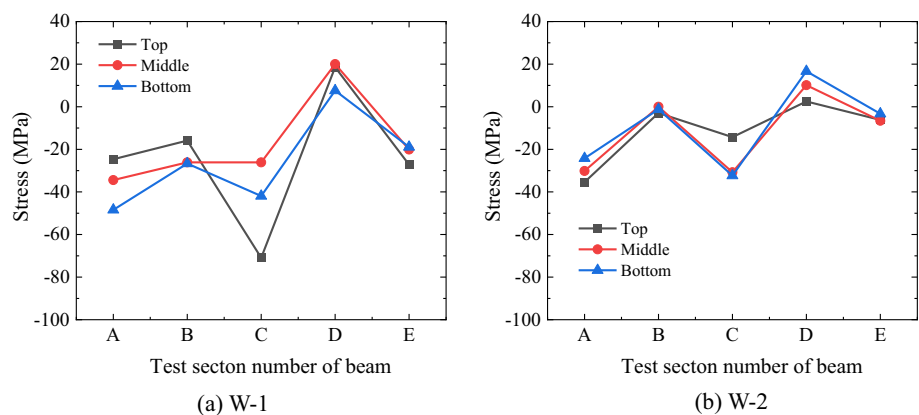 40
20
0
-20
-40
-60
-80
-100
Stress (MPa)
Top
Middle
Bottom
A B C D E
Test secton number of beam
(a) W-1
40
20
0
-20
-40
-60
-80
-100
Stress (MPa)
Top
Middle
Bottom
A B C D E
Test secton number of beam
(b) W-2